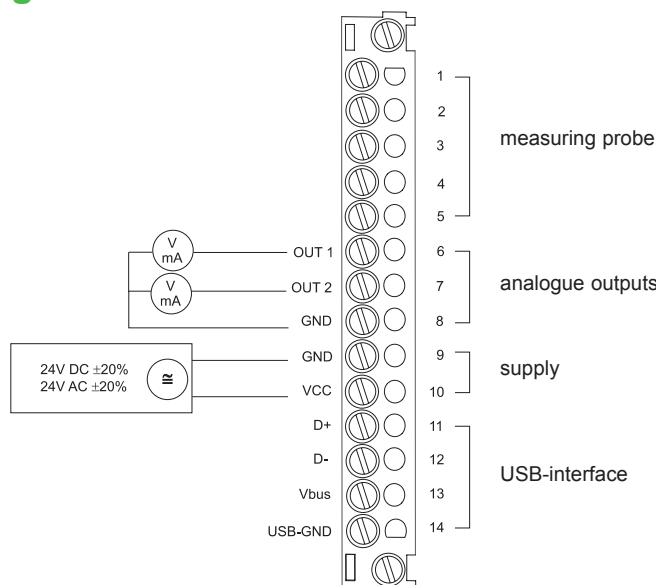 1
2
3
measuring probe
4
5
V
mA
OUT 1
6
V
mA
OUT 2
7
analogue outputs
GND
8
24V DC ±20%
24V AC ±20%
≅
GND
9
supply
VCC
10
D+
11
D-
12
USB-interface
Vbus
13
USB-GND
14